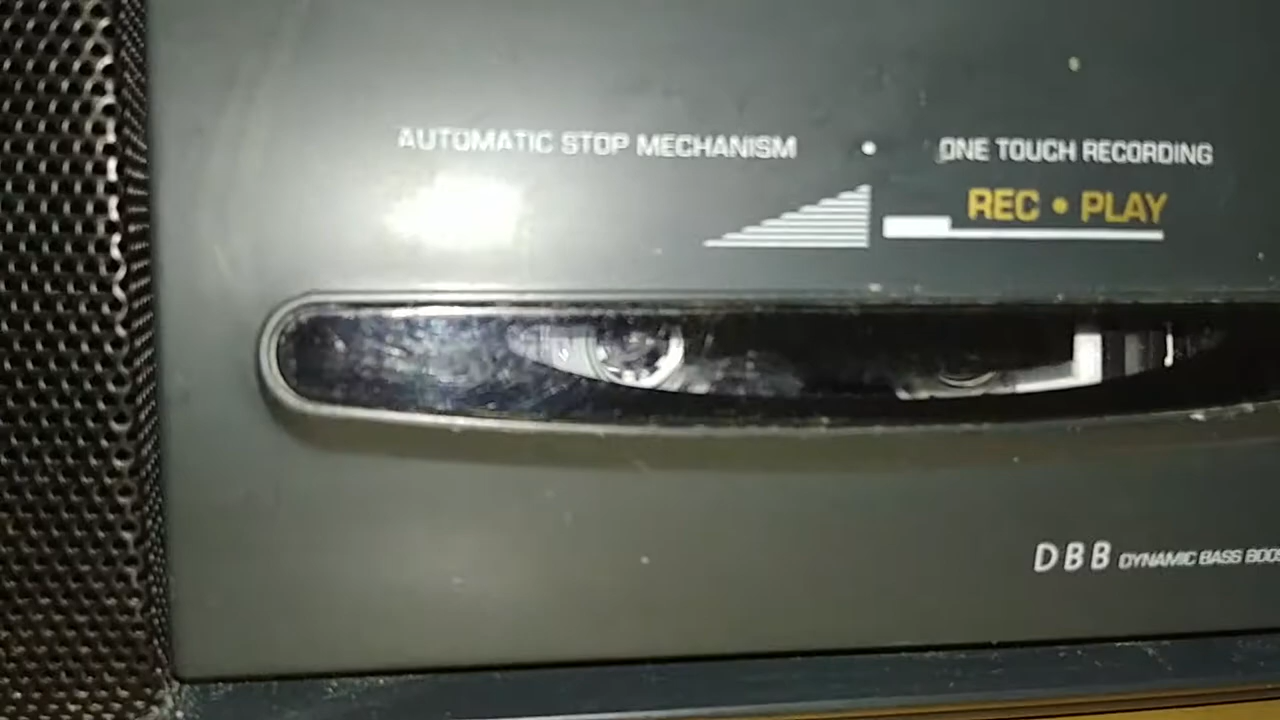 AUTOMATIC STOP MECHANISM • ONE TOUCH RECORDING
REC • PLAY
DBB DYNAMIC BASS